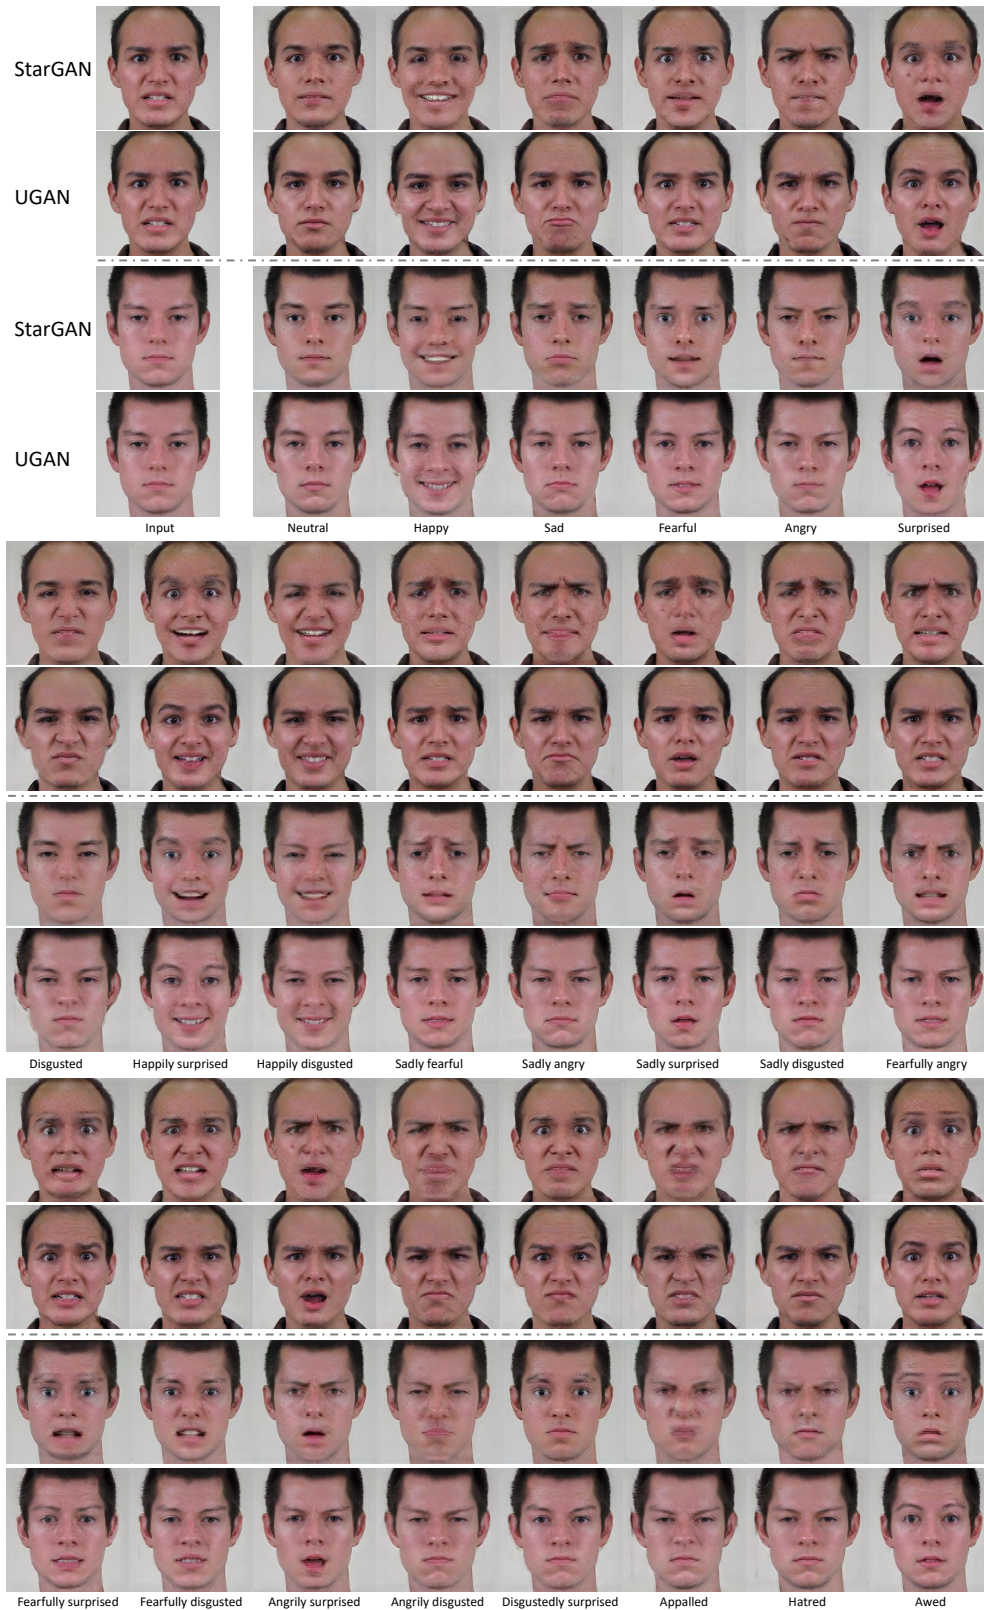 StarGAN
UGAN
StarGAN
UGAN
Input Neutral Happy Sad Fearful Angry Surprised
Disgusted Happily surprised Happily disgusted Sadly fearful Sadly angry Sadly surprised Sadly disgusted Fearfully angry
Fearfully surprised Fearfully disgusted Angrily surprised Angrily disgusted Disgustedly surprised Appalled Hatred Awed